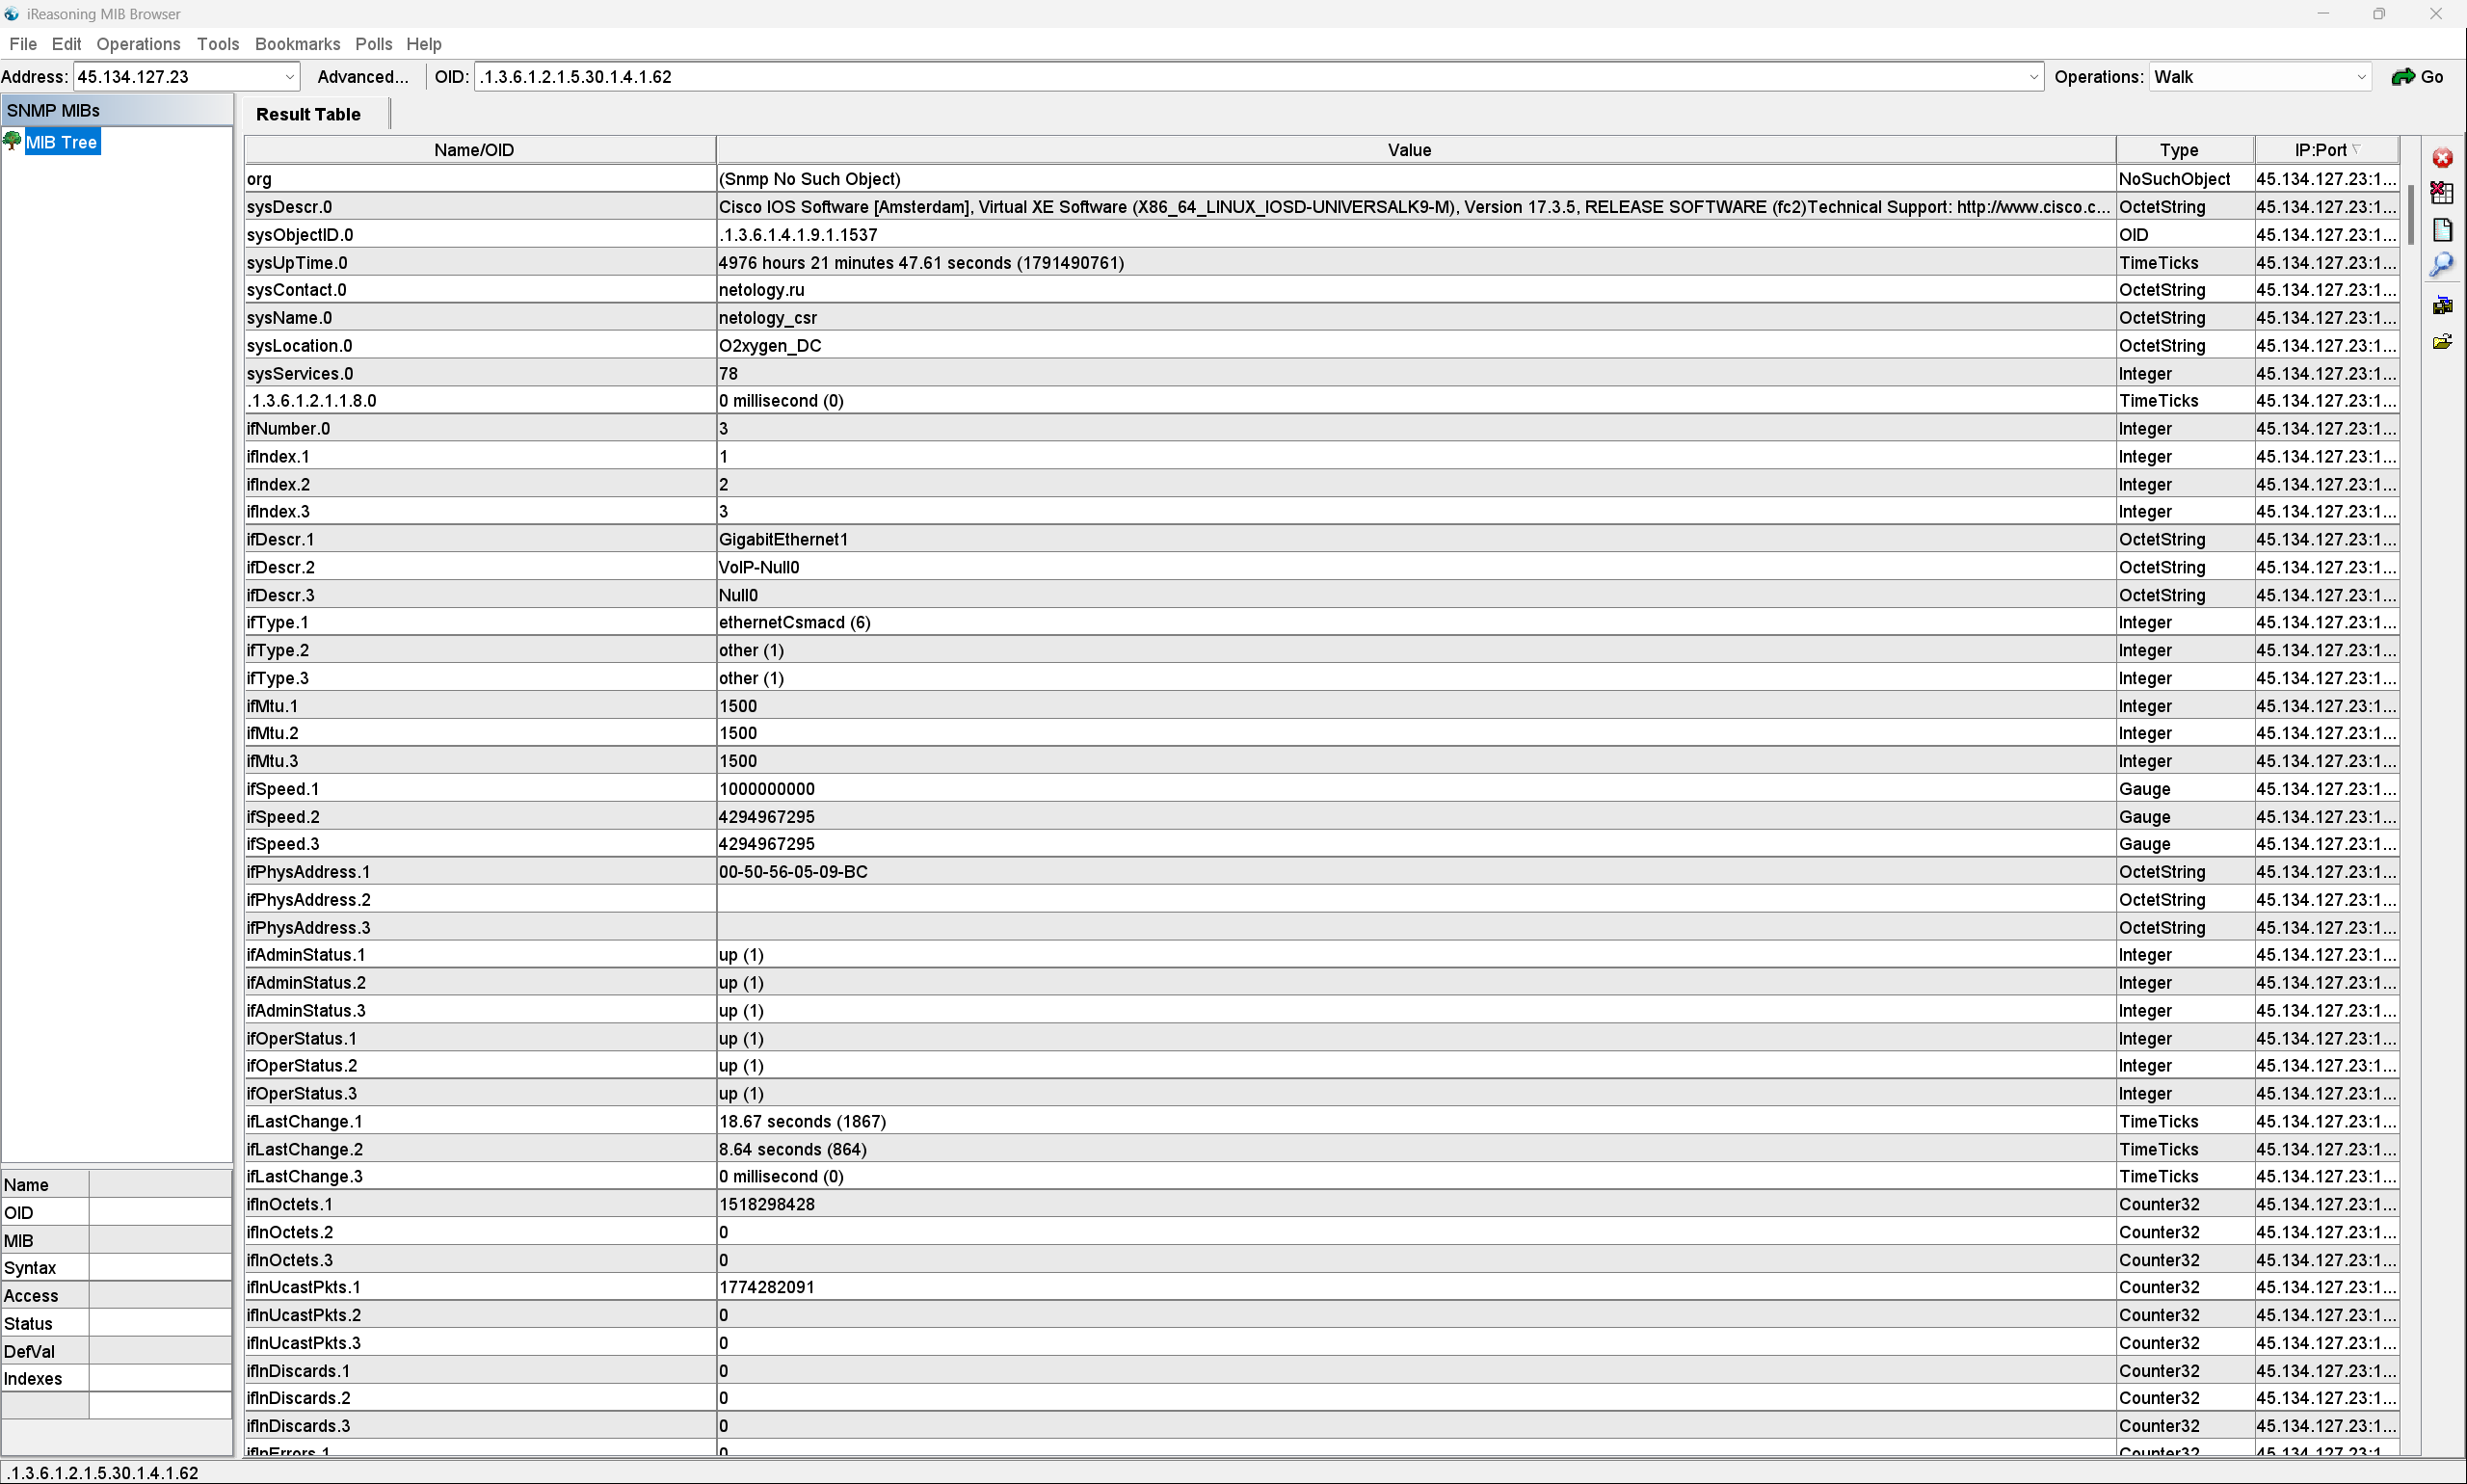 iReasoning MIB Browser
File Edit Operations Tools Bookmarks Polls Help
Address: 45.134.127.23 Advanced... OID: .1.3.6.1.2.1.5.30.1.4.1.62 Operations: Walk Go
SNMP MIBs
MIB Tree
Result Table
Name/OID Value Type IP:Port
org (Snmp No Such Object) NoSuchObject 45.134.127.23:1...
sysDescr.0 Cisco IOS Software [Amsterdam], Virtual XE Software (X86_64_LINUX_IOSD-UNIVERSALK9-M), Version 17.3.5, RELEASE SOFTWARE (fc2)Technical Support: http://www.cisco.c... OctetString 45.134.127.23:1...
sysObjectID.0 .1.3.6.1.4.1.9.1.1537 OID 45.134.127.23:1...
sysUpTime.0 4976 hours 21 minutes 47.61 seconds (1791490761) TimeTicks 45.134.127.23:1...
sysContact.0 netology.ru OctetString 45.134.127.23:1...
sysName.0 netology_csr OctetString 45.134.127.23:1...
sysLocation.0 O2xygen_DC OctetString 45.134.127.23:1...
sysServices.0 78 Integer 45.134.127.23:1...
.1.3.6.1.2.1.1.8.0 0 millisecond (0) TimeTicks 45.134.127.23:1...
ifNumber.0 3 Integer 45.134.127.23:1...
ifIndex.1 1 Integer 45.134.127.23:1...
ifIndex.2 2 Integer 45.134.127.23:1...
ifIndex.3 3 Integer 45.134.127.23:1...
ifDescr.1 GigabitEthernet1 OctetString 45.134.127.23:1...
ifDescr.2 VoIP-Null0 OctetString 45.134.127.23:1...
ifDescr.3 Null0 OctetString 45.134.127.23:1...
ifType.1 ethernetCsmacd (6) Integer 45.134.127.23:1...
ifType.2 other (1) Integer 45.134.127.23:1...
ifType.3 other (1) Integer 45.134.127.23:1...
ifMtu.1 1500 Integer 45.134.127.23:1...
ifMtu.2 1500 Integer 45.134.127.23:1...
ifMtu.3 1500 Integer 45.134.127.23:1...
ifSpeed.1 1000000000 Gauge 45.134.127.23:1...
ifSpeed.2 4294967295 Gauge 45.134.127.23:1...
ifSpeed.3 4294967295 Gauge 45.134.127.23:1...
ifPhysAddress.1 00-50-56-05-09-BC OctetString 45.134.127.23:1...
ifPhysAddress.2 OctetString 45.134.127.23:1...
ifPhysAddress.3 OctetString 45.134.127.23:1...
ifAdminStatus.1 up (1) Integer 45.134.127.23:1...
ifAdminStatus.2 up (1) Integer 45.134.127.23:1...
ifAdminStatus.3 up (1) Integer 45.134.127.23:1...
ifOperStatus.1 up (1) Integer 45.134.127.23:1...
ifOperStatus.2 up (1) Integer 45.134.127.23:1...
ifOperStatus.3 up (1) Integer 45.134.127.23:1...
ifLastChange.1 18.67 seconds (1867) TimeTicks 45.134.127.23:1...
ifLastChange.2 8.64 seconds (864) TimeTicks 45.134.127.23:1...
ifLastChange.3 0 millisecond (0) TimeTicks 45.134.127.23:1...
ifInOctets.1 1518298428 Counter32 45.134.127.23:1...
ifInOctets.2 0 Counter32 45.134.127.23:1...
ifInOctets.3 0 Counter32 45.134.127.23:1...
ifInUcastPkts.1 1774282091 Counter32 45.134.127.23:1...
ifInUcastPkts.2 0 Counter32 45.134.127.23:1...
ifInUcastPkts.3 0 Counter32 45.134.127.23:1...
ifInDiscards.1 0 Counter32 45.134.127.23:1...
ifInDiscards.2 0 Counter32 45.134.127.23:1...
ifInDiscards.3 0 Counter32 45.134.127.23:1...
ifInErrors.1 0 Counter32 45.134.127.23:1...
Name
OID
MIB
Syntax
Access
Status
DefVal
Indexes
.1.3.6.1.2.1.5.30.1.4.1.62